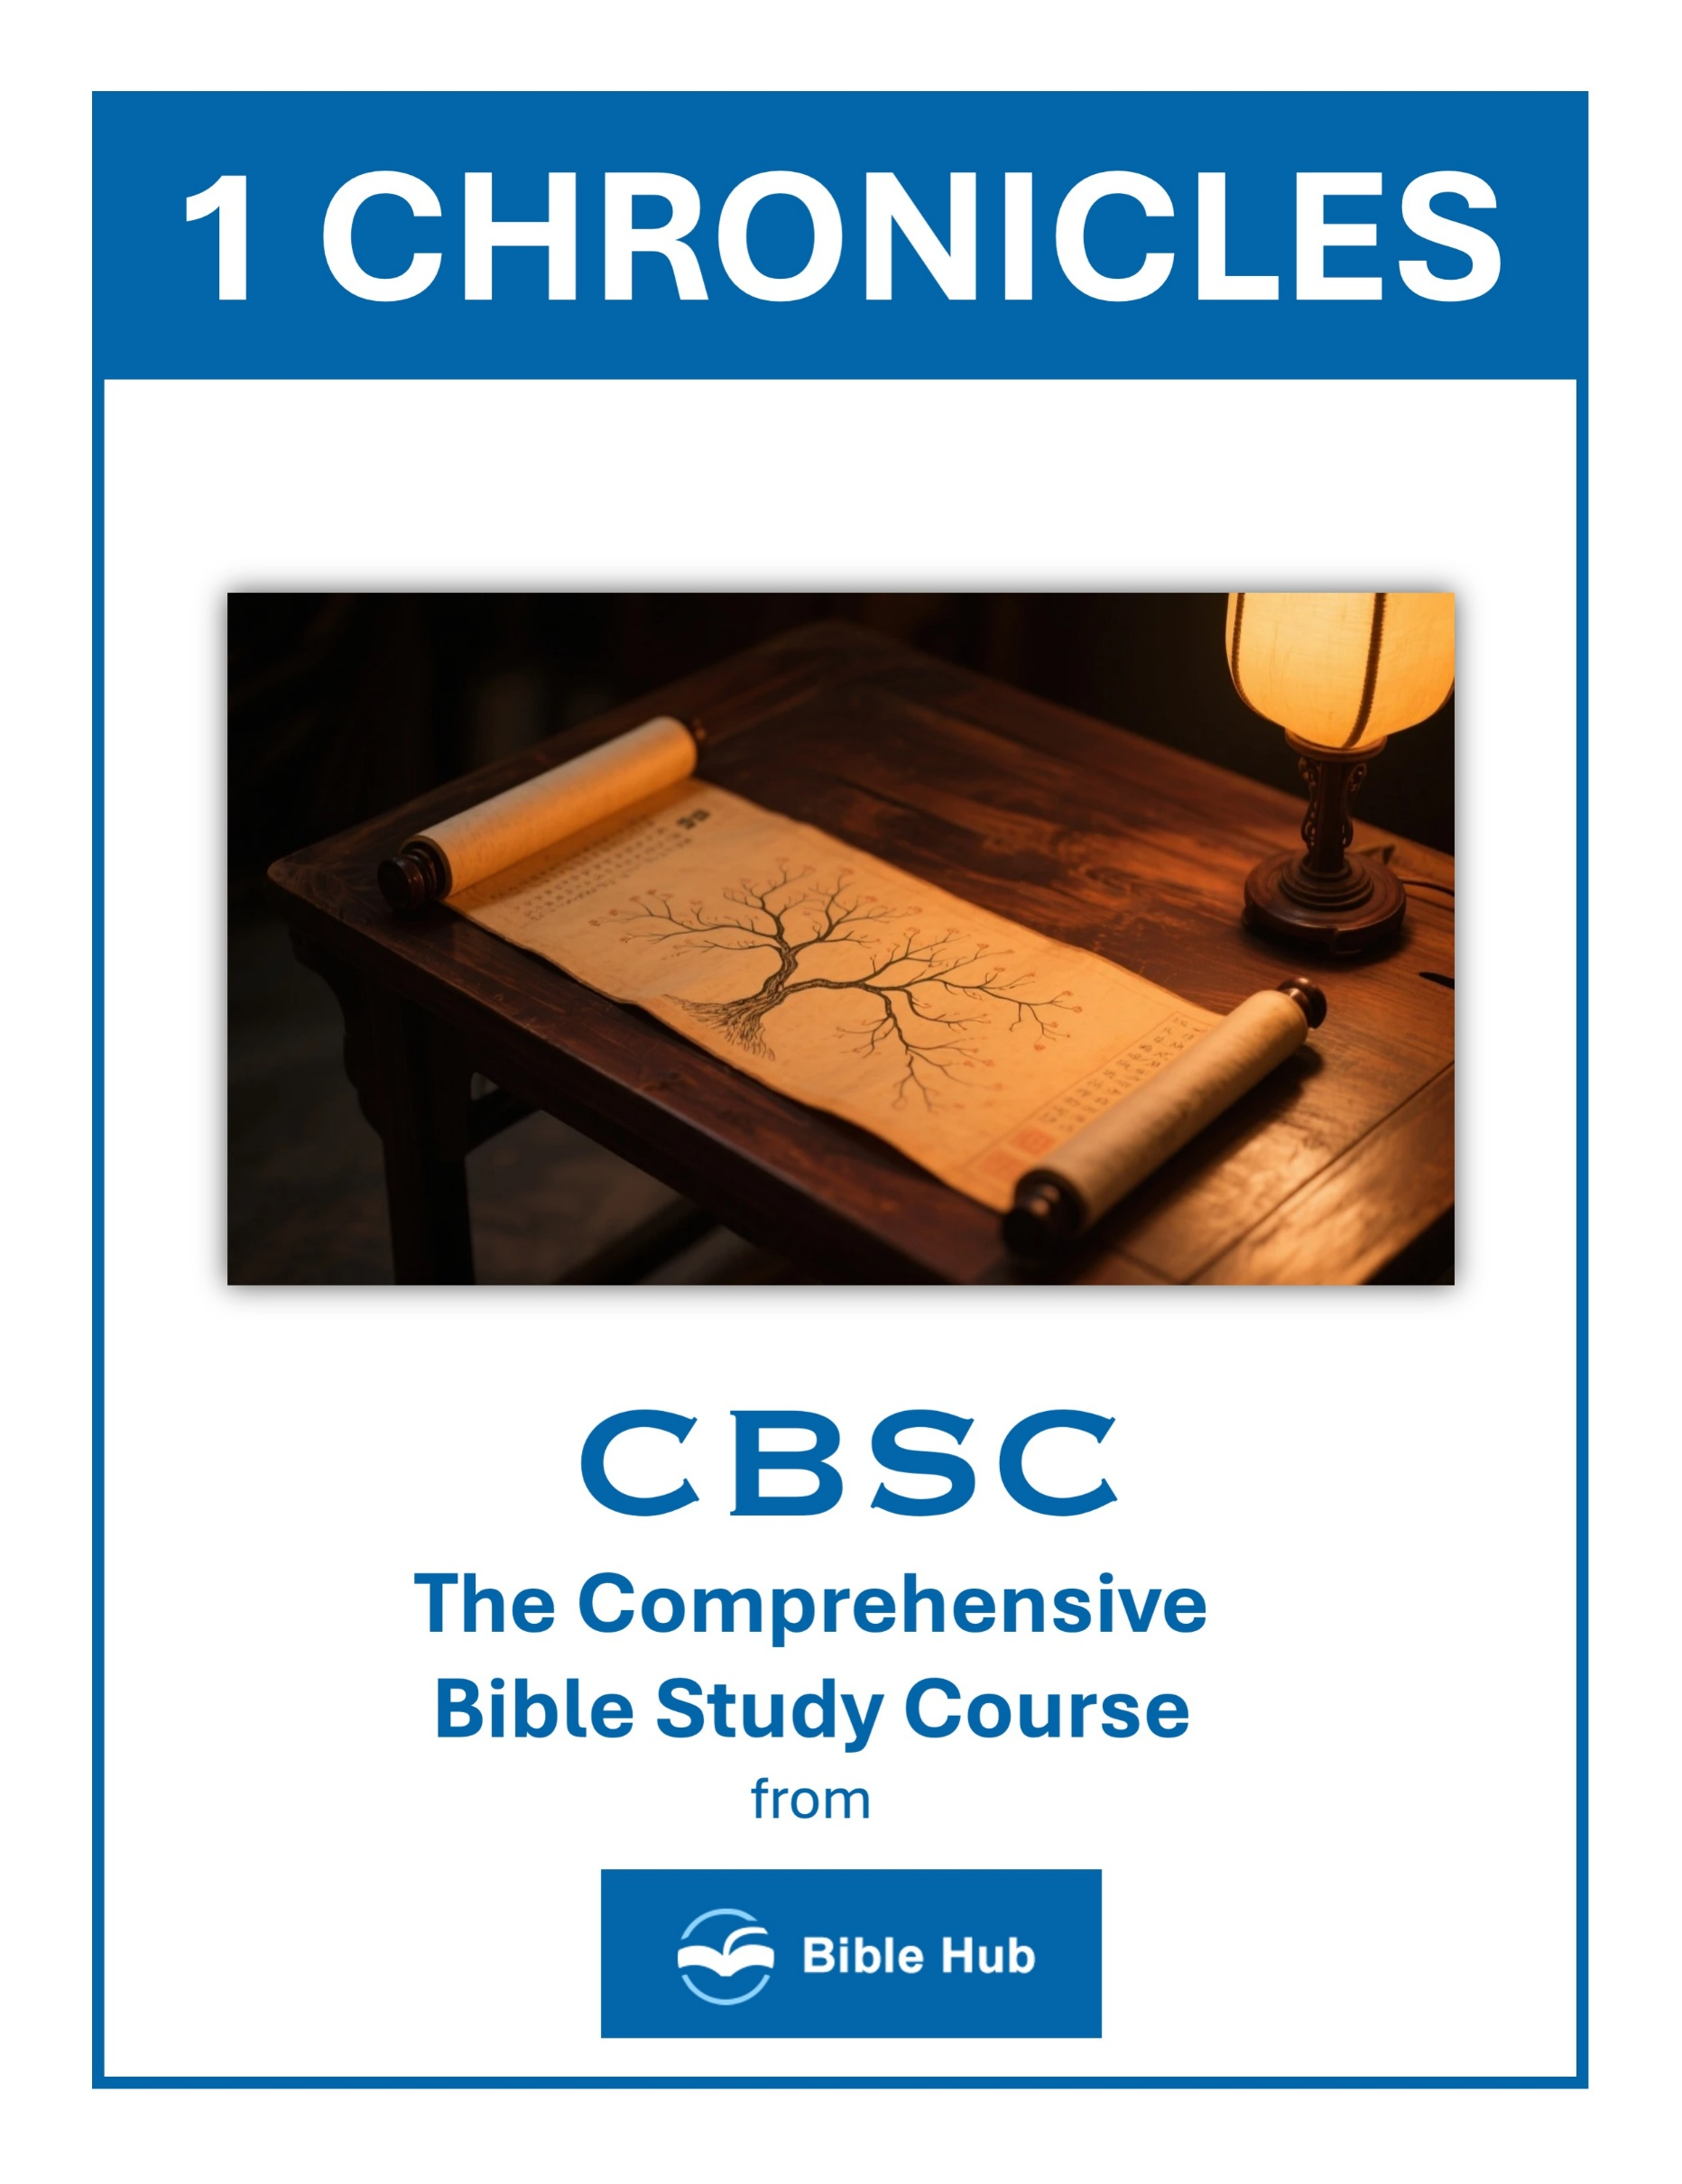 1 CHRONICLES
CBSC
The Comprehensive
Bible Study Course
from
Bible Hub